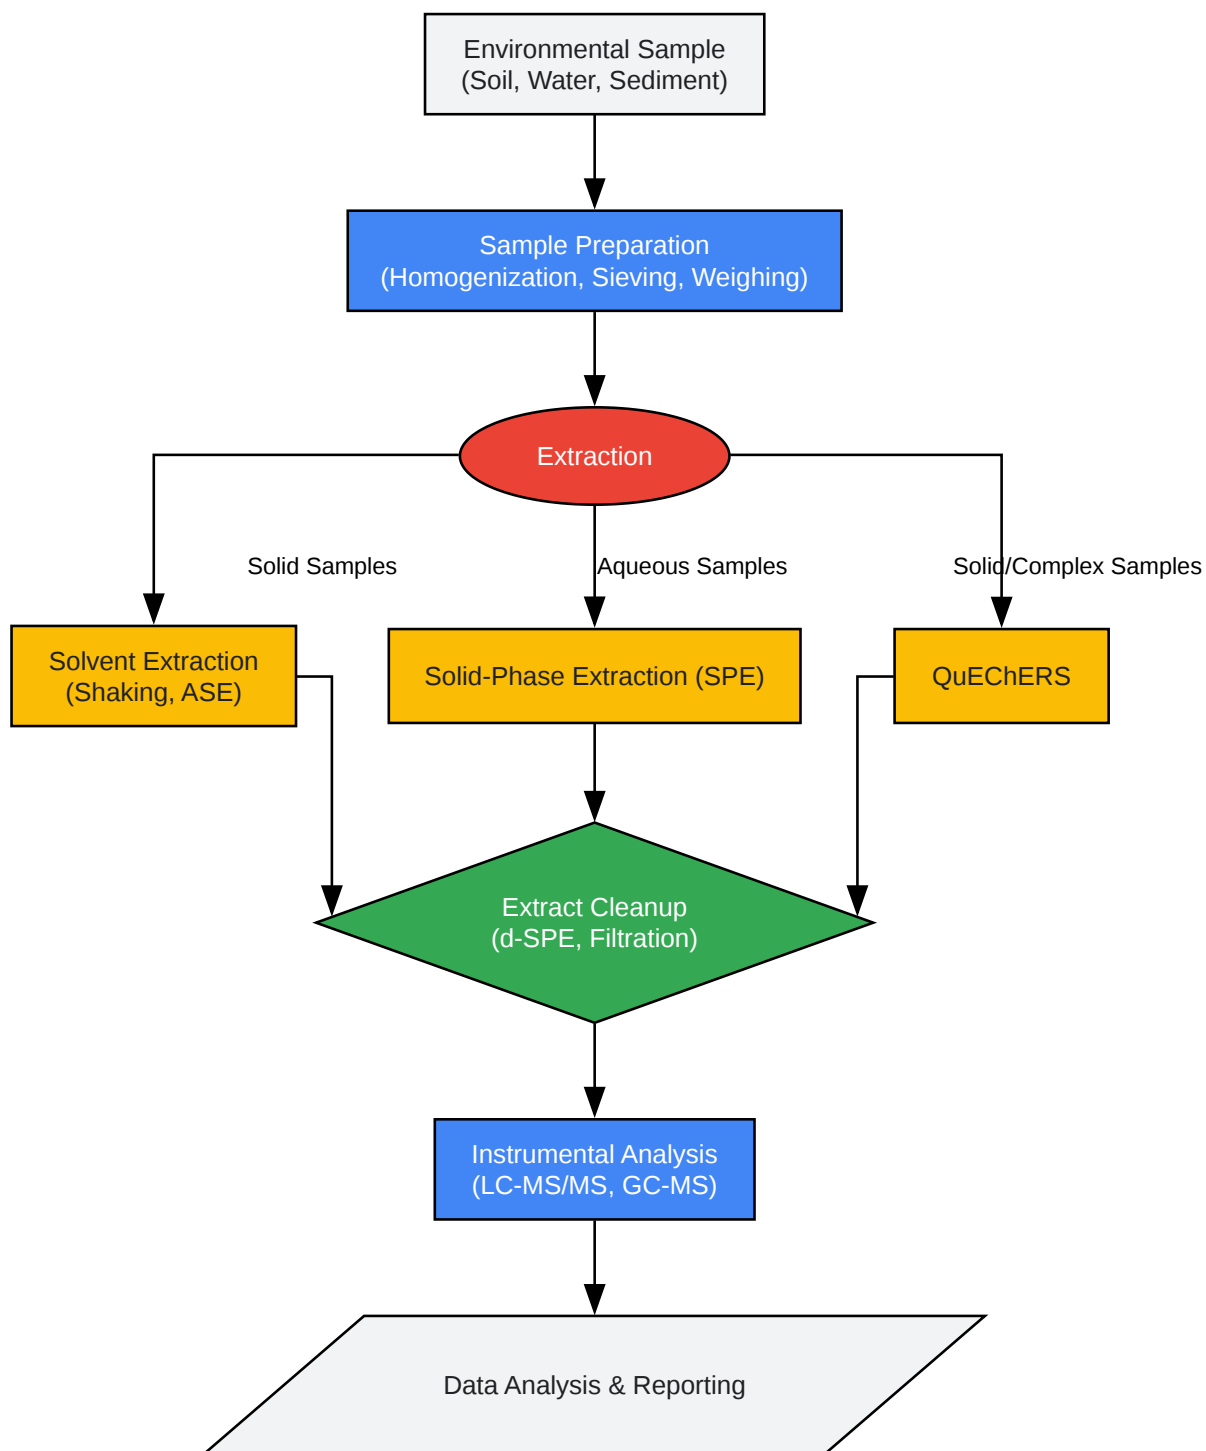 Environmental Sample
(Soil, Water, Sediment)
Sample Preparation
(Homogenization, Sieving, Weighing)
Extraction
Solid Samples
Aqueous Samples
Solid/Complex Samples
Solvent Extraction
(Shaking, ASE)
Solid-Phase Extraction (SPE)
QuEChERS
Extract Cleanup
(d-SPE, Filtration)
Instrumental Analysis
(LC-MS/MS, GC-MS)
Data Analysis & Reporting